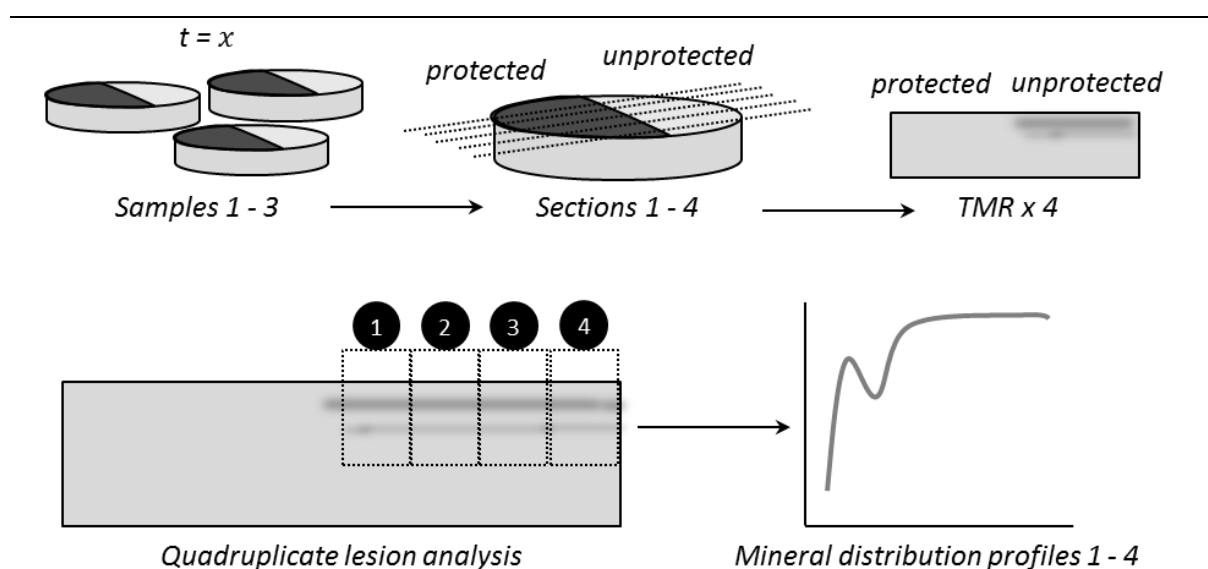 t = x
protected
unprotected
protected
unprotected
Samples 1 - 3
Sections 1 - 4
TMR x 4
1
2
3
4
Quadruplicate lesion analysis
Mineral distribution profiles 1 - 4